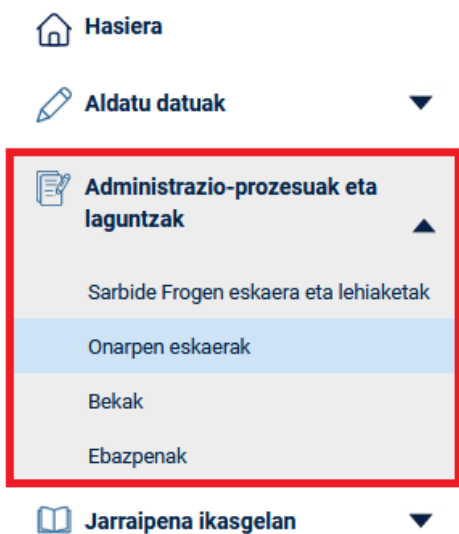 Hasiera
Aldatu datuak
Administrazio-prozesuak eta
laguntzak
Sarbide Frogen eskaera eta lehiaketak
Onarpen eskaerak
Bekak
Ebazpenak
Jarraipena ikasgelan